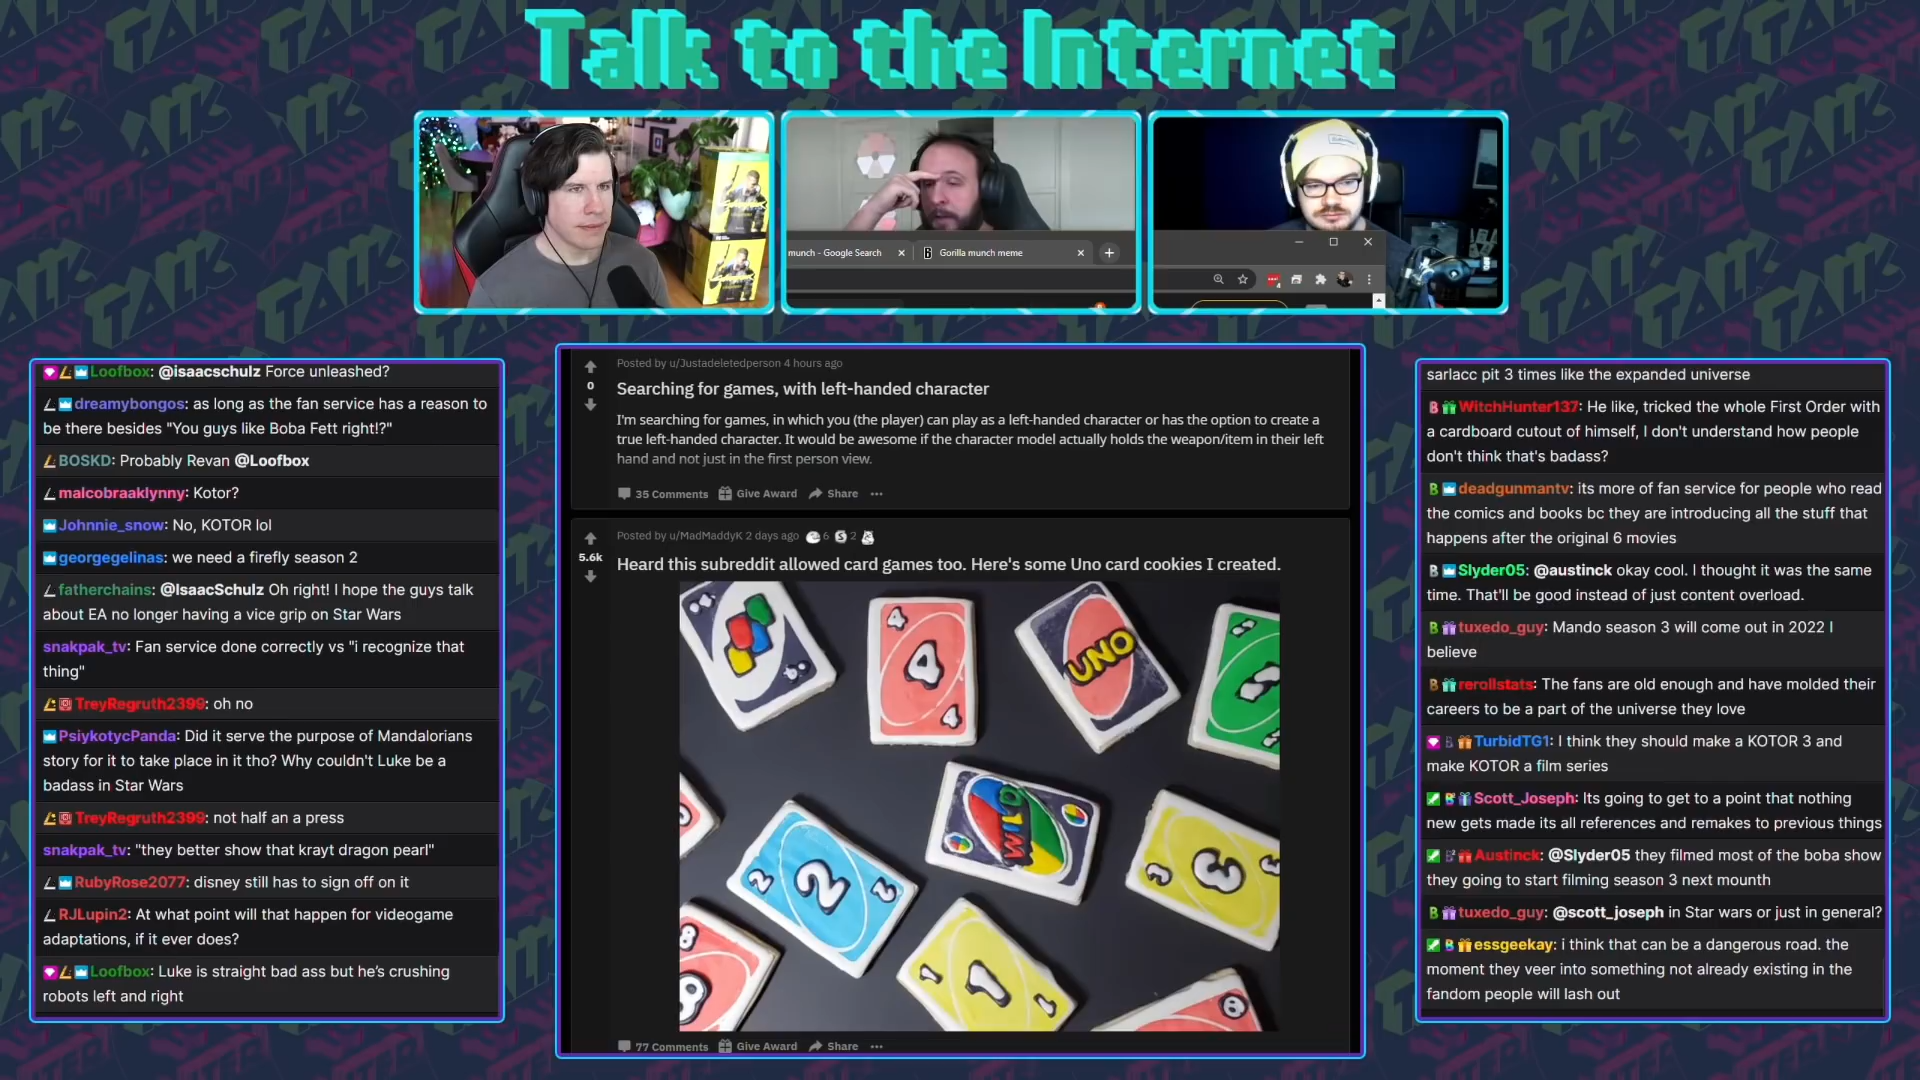 Talk to the Internet
munch - Google Search
Gorilla munch meme
Loofbox: @isaacschulz Force unleashed?
dreamybongos: as long as the fan service has a reason to
be there besides "You guys like Boba Fett right!?"
BOSKD: Probably Revan @Loofbox
malcobraaklynny: Kotor?
Johnnie_snow: No, KOTOR lol
georgegelinas: we need a firefly season 2
fatherchains: @IsaacSchulz Oh right! I hope the guys talk
about EA no longer having a vice grip on Star Wars
snakpak_tv: Fan service done correctly vs "i recognize that
thing"
TreyRegruth2399: oh no
PsiykotycPanda: Did it serve the purpose of Mandalorians
story for it to take place in it tho? Why couldn't Luke be a
badass in Star Wars
TreyRegruth2399: not half an a press
snakpak_tv: "they better show that krayt dragon pearl"
RubyRose2077: disney still has to sign off on it
RJLupin2: At what point will that happen for videogame
adaptations, if it ever does?
Loofbox: Luke is straight bad ass but he's crushing
robots left and right
Posted by u/Justadeletedperson 4 hours ago
0
Searching for games, with left-handed character
I'm searching for games, in which you (the player) can play as a left-handed character or has the option to create a
true left-handed character. It would be awesome if the character model actually holds the weapon/item in their left
hand and not just in the first person view.
35 Comments Give Award Share
Posted by u/MadMaddyK 2 days ago 6 2
5.6k
Heard this subreddit allowed card games too. Here's some Uno card cookies I created.
4
4
4
UNO
WILD
2
2
2
3
3
3
8
8
1
1
1
77 Comments Give Award Share
sarlacc pit 3 times like the expanded universe
WitchHunter137: He like, tricked the whole First Order with
a cardboard cutout of himself, I don't understand how people
don't think that's badass?
deadgunmantv: its more of fan service for people who read
the comics and books bc they are introducing all the stuff that
happens after the original 6 movies
Slyder05: @austinck okay cool. I thought it was the same
time. That'll be good instead of just content overload.
tuxedo_guy: Mando season 3 will come out in 2022 I
believe
rerollstats: The fans are old enough and have molded their
careers to be a part of the universe they love
TurbidTG1: I think they should make a KOTOR 3 and
make KOTOR a film series
Scott_Joseph: Its going to get to a point that nothing
new gets made its all references and remakes to previous things
Austinck: @Slyder05 they filmed most of the boba show
they going to start filming season 3 next mounth
tuxedo_guy: @scott_joseph in Star wars or just in general?
essgeekay: i think that can be a dangerous road. the
moment they veer into something not already existing in the
fandom people will lash out